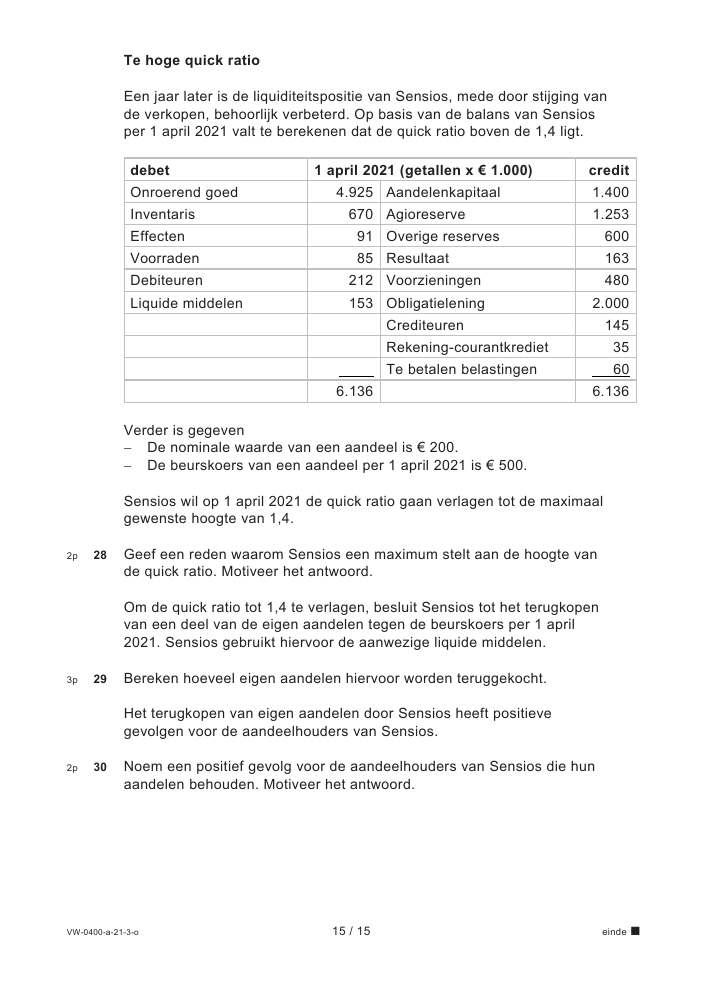 Te hoge quick ratio
Een jaar later is de liquiditeitspositie van Sensios, mede door stijging van
de verkopen, behoorlijk verbeterd. Op basis van de balans van Sensios
per 1 april 2021 valt te berekenen dat de quick ratio boven de 1,4 ligt.
debet 1 april 2021 (getallen x € 1.000) credit
Onroerend goed 4.925 Aandelenkapitaal 1.400
Inventaris 670 Agioreserve 1.253
Effecten 91 Overige reserves 600
Voorraden 85 Resultaat 163
Debiteuren 212 Voorzieningen 480
Liquide middelen 153 Obligatielening 2.000
Crediteuren 145
Rekening-courantkrediet 35
Te betalen belastingen 60
6.136 6.136
Verder is gegeven
– De nominale waarde van een aandeel is € 200.
– De beurskoers van een aandeel per 1 april 2021 is € 500.
Sensios wil op 1 april 2021 de quick ratio gaan verlagen tot de maximaal
gewenste hoogte van 1,4.
2p 28 Geef een reden waarom Sensios een maximum stelt aan de hoogte van
de quick ratio. Motiveer het antwoord.
Om de quick ratio tot 1,4 te verlagen, besluit Sensios tot het terugkopen
van een deel van de eigen aandelen tegen de beurskoers per 1 april
2021. Sensios gebruikt hiervoor de aanwezige liquide middelen.
3p 29 Bereken hoeveel eigen aandelen hiervoor worden teruggekocht.
Het terugkopen van eigen aandelen door Sensios heeft positieve
gevolgen voor de aandeelhouders van Sensios.
2p 30 Noem een positief gevolg voor de aandeelhouders van Sensios die hun
aandelen behouden. Motiveer het antwoord.
VW-0400-a-21-3-o 15 / 15 einde ■